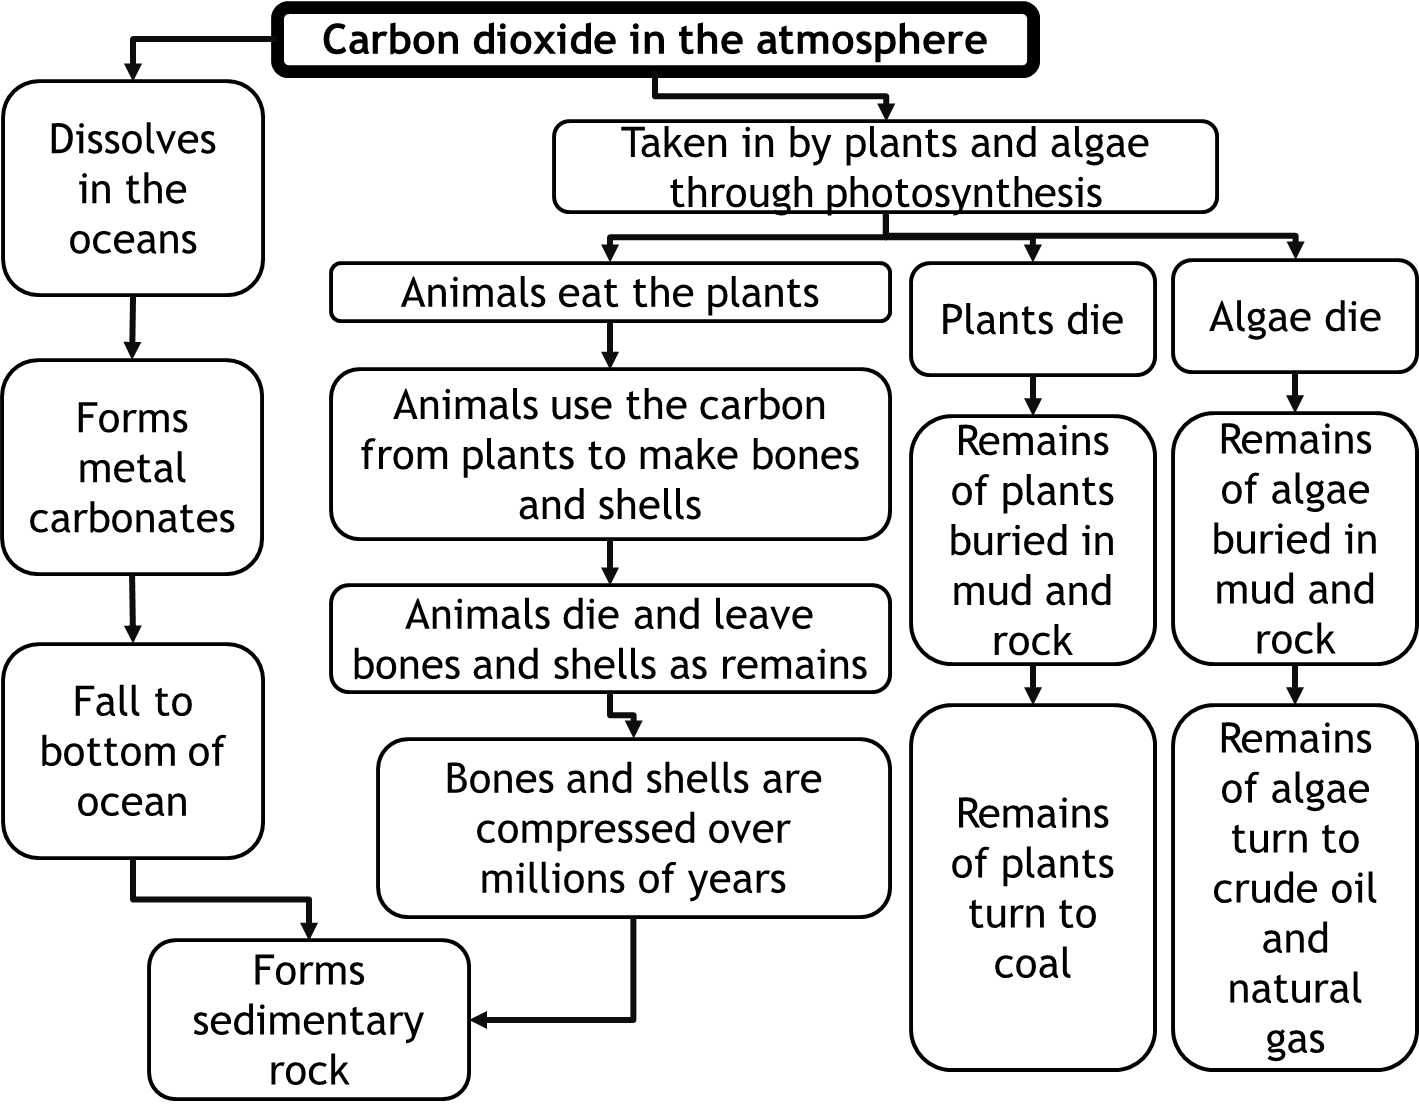 Carbon dioxide in the atmosphere
Dissolves
in the
oceans
Forms
metal
carbonates
Fall to
bottom of
ocean
Taken in by plants and algae
through photosynthesis
Animals eat the plants
Animals use the carbon
from plants to make bones
and shells
Animals die and leave
bones and shells as remains
Bones and shells are
compressed over
millions of years
Forms
sedimentary
rock
Plants die
Remains
of plants
buried in
mud and
rock
Remains
of plants
turn to
coal
Algae die
Remains
of algae
buried in
mud and
rock
Remains
of algae
turn to
crude oil
and
natural
gas